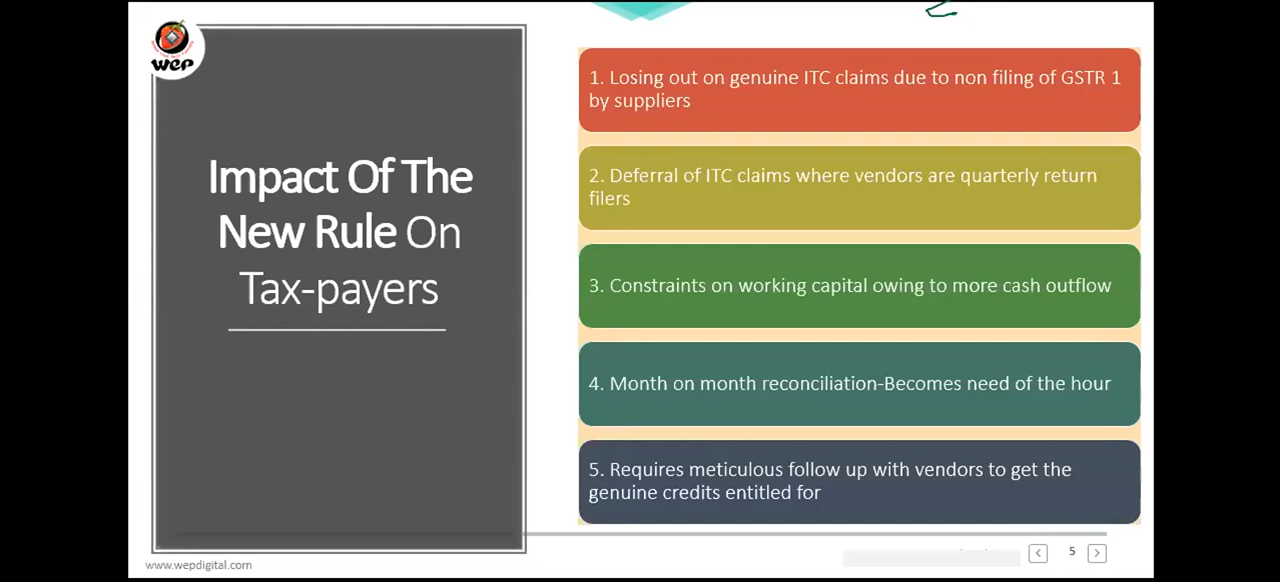 WeP
Impact Of The
New Rule On
Tax-payers
1. Losing out on genuine ITC claims due to non filing of GSTR 1
by suppliers
2. Deferral of ITC claims where vendors are quarterly return
filers
3. Constraints on working capital owing to more cash outflow
4. Month on month reconciliation-Becomes need of the hour
5. Requires meticulous follow up with vendors to get the
genuine credits entitled for
www.wepdigital.com
< 5 >